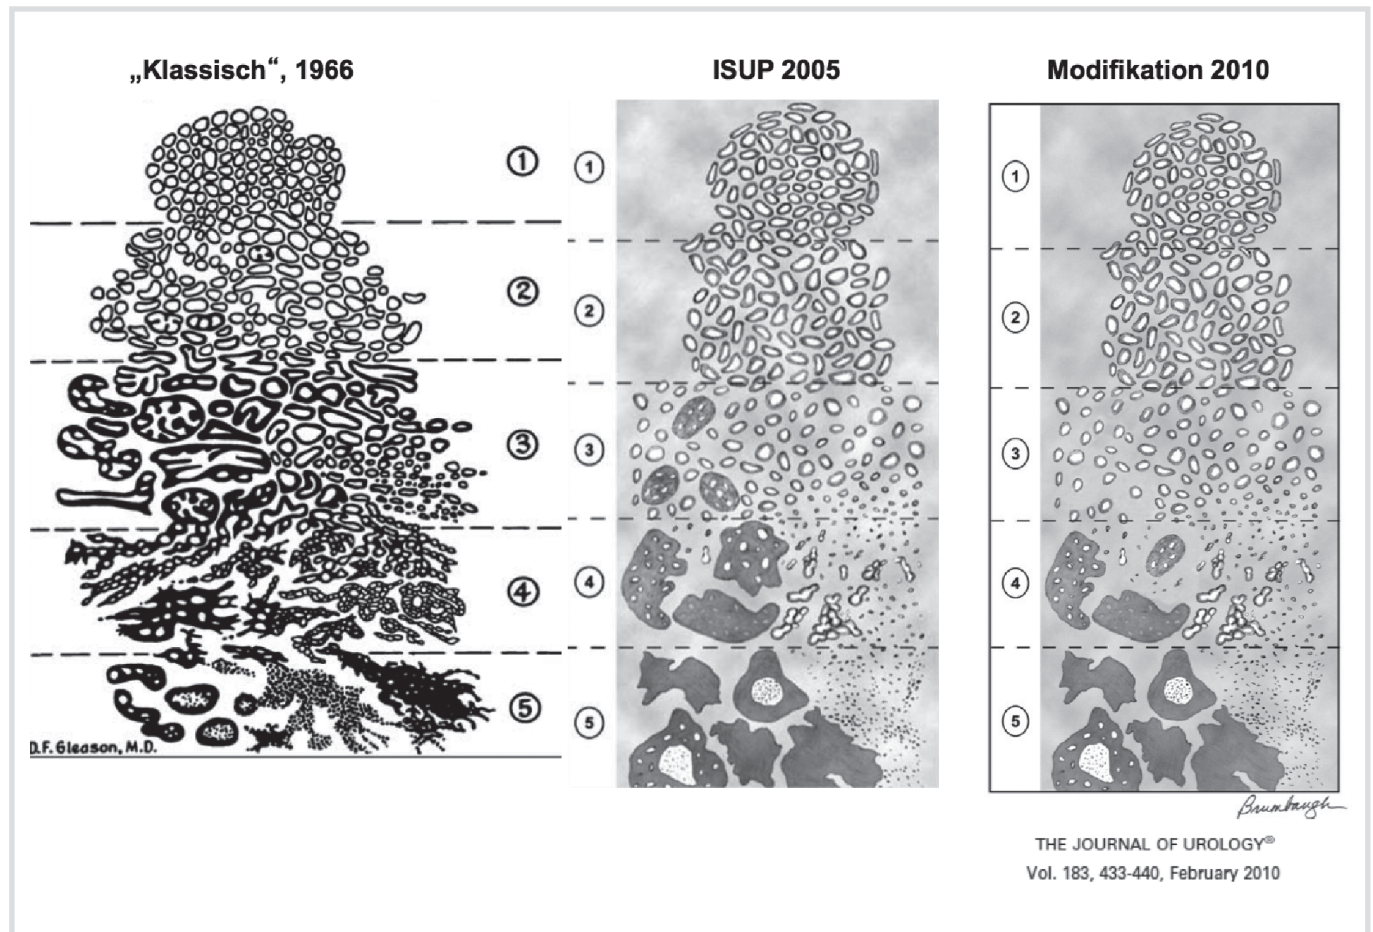 „Klassisch“, 1966
①
②
③
④
⑤
D.F. Gleason, M.D.
ISUP 2005
①
②
③
④
⑤
Modifikation 2010
①
②
③
④
⑤
Brumbaugh
THE JOURNAL OF UROLOGY®
Vol. 183, 433-440, February 2010